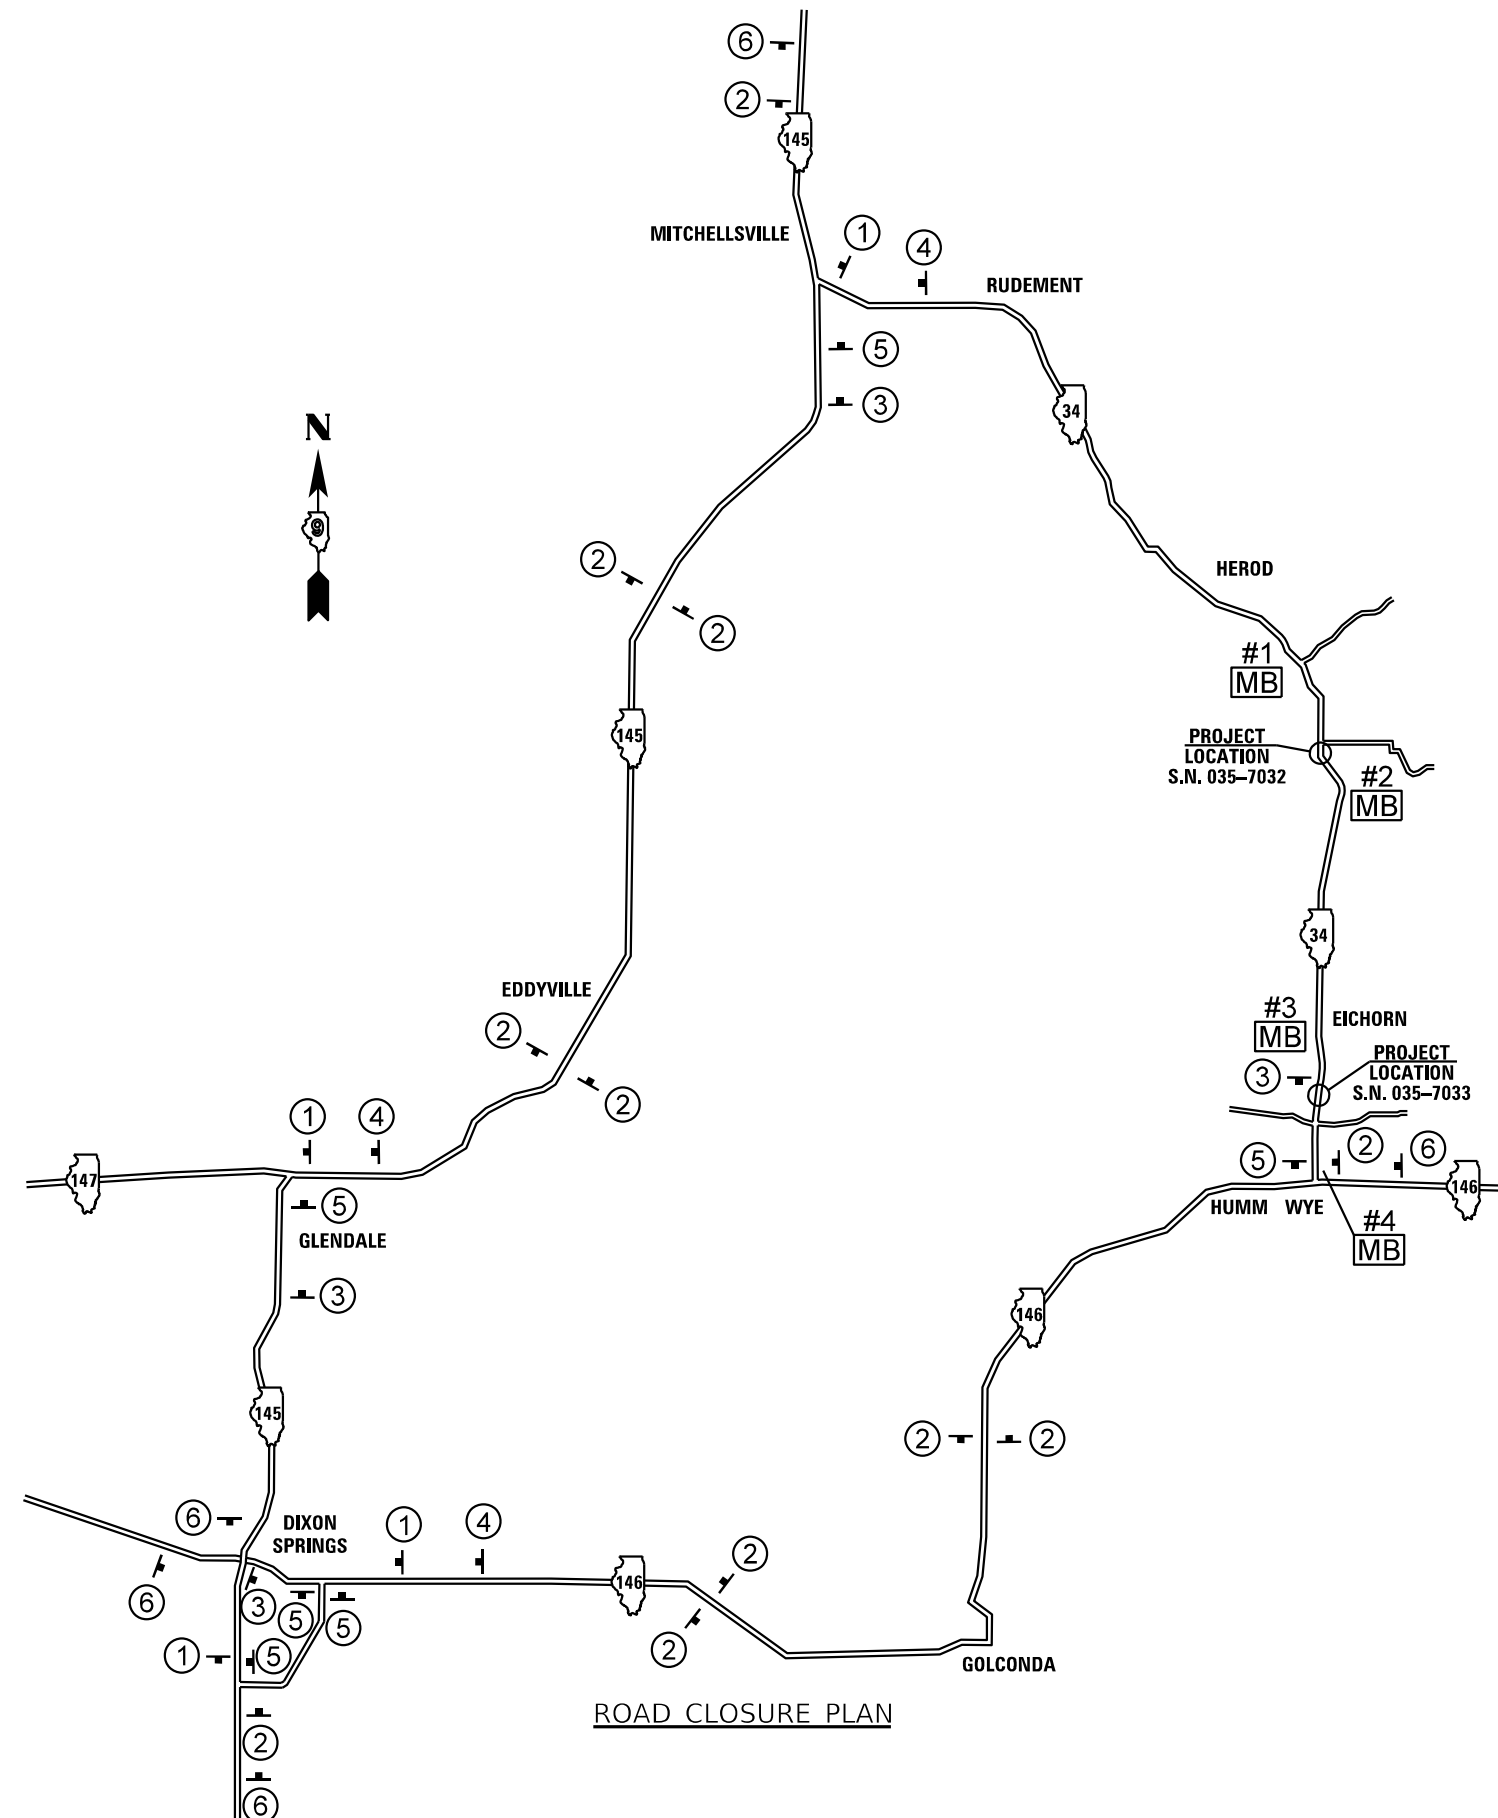 6
2
145
MITCHELLSVILLE
1
4
RUDEMENT
5
3
34
N
9
2
2
HEROD
#1
MB
145
PROJECT
LOCATION
S.N. 035–7032
#2
MB
34
EDDYVILLE
2
2
#3
MB
EICHORN
PROJECT
LOCATION
S.N. 035–7033
3
1
4
147
5
2
6
5
146
GLENDALE
HUMM WYE
#4
MB
3
146
145
2
2
6
DIXON
SPRINGS
1
4
2
146
6
3
5
5
2
1
5
GOLCONDA
ROAD CLOSURE PLAN
2
6